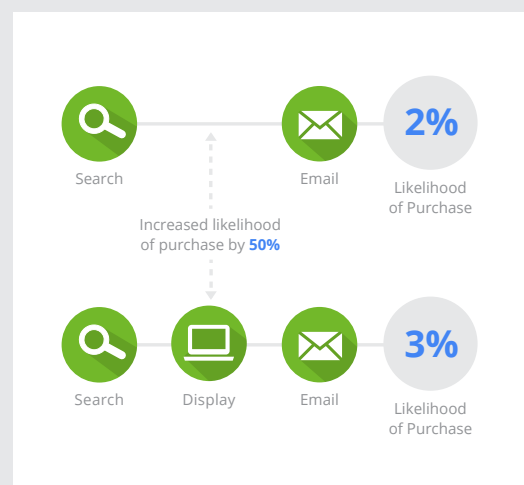 2%
Search
Email
Likelihood
of Purchase
Increased likelihood
of purchase by 50%
3%
Search
Display
Email
Likelihood
of Purchase